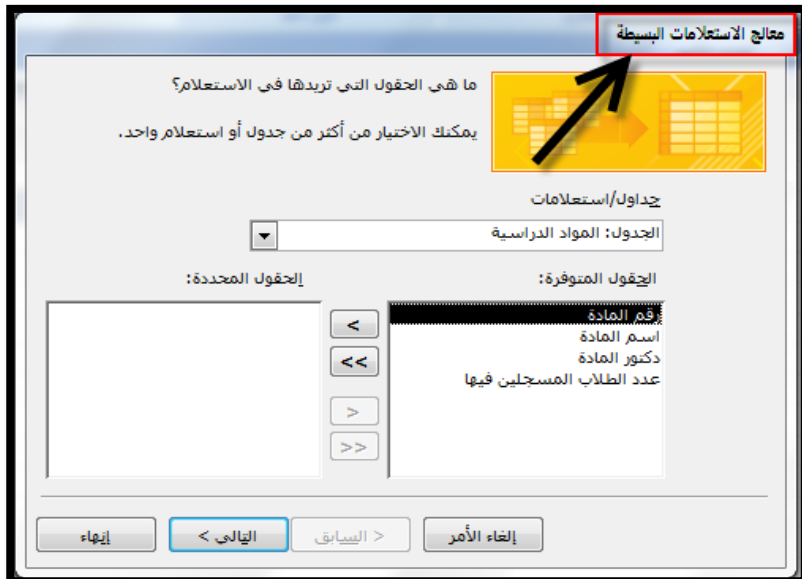 معالج الاستعلامات البسيطة
ما هي الحقول التي تريدها في الاستعلام؟
يمكنك الاختيار من أكثر من جدول أو استعلام واحد.
جداول/استعلامات
الجدول: المواد الدراسية
الحقول المتوفرة:
إلحقول المحددة:
رقم المادة
اسم المادة
دكتور المادة
عدد الطلاب المسجلين فيها
<
<<
>
>>
إلغاء الأمر
< السابق
التالي >
إنهاء